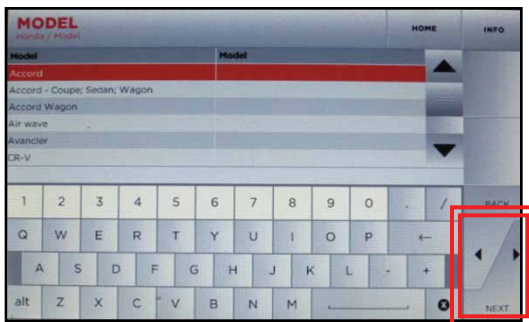 MODEL
Honda / Model
HOME
INFO
Model Model
Accord
Accord - Coupe; Sedan; Wagon
Accord Wagon
Air wave
Avancier
CR-V
1 2 3 4 5 6 7 8 9 0 . /
BACK
Q W E R T Y U I O P ←
A S D F G H J K L - +
alt Z X C V B N M
NEXT